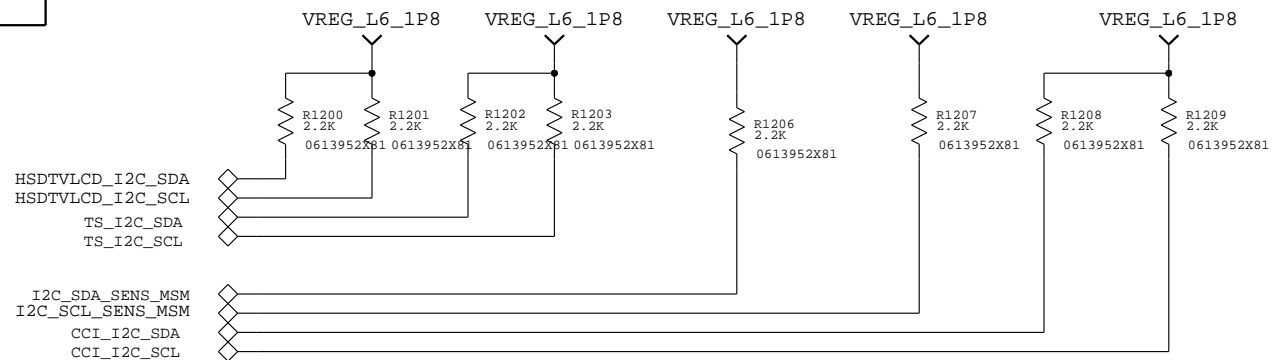 VREG_L6_1P8 VREG_L6_1P8 VREG_L6_1P8 VREG_L6_1P8 VREG_L6_1P8
R1200 R1201 R1202 R1203 R1206 R1207 R1208 R1209
2.2K 2.2K 2.2K 2.2K 2.2K 2.2K 2.2K 2.2K
0613952X81 0613952X81 0613952X81 0613952X81 0613952X81 0613952X81 0613952X81 0613952X81
HSDTVLCD_I2C_SDA
HSDTVLCD_I2C_SCL
TS_I2C_SDA
TS_I2C_SCL
I2C_SDA_SENS_MSM
I2C_SCL_SENS_MSM
CCI_I2C_SDA
CCI_I2C_SCL